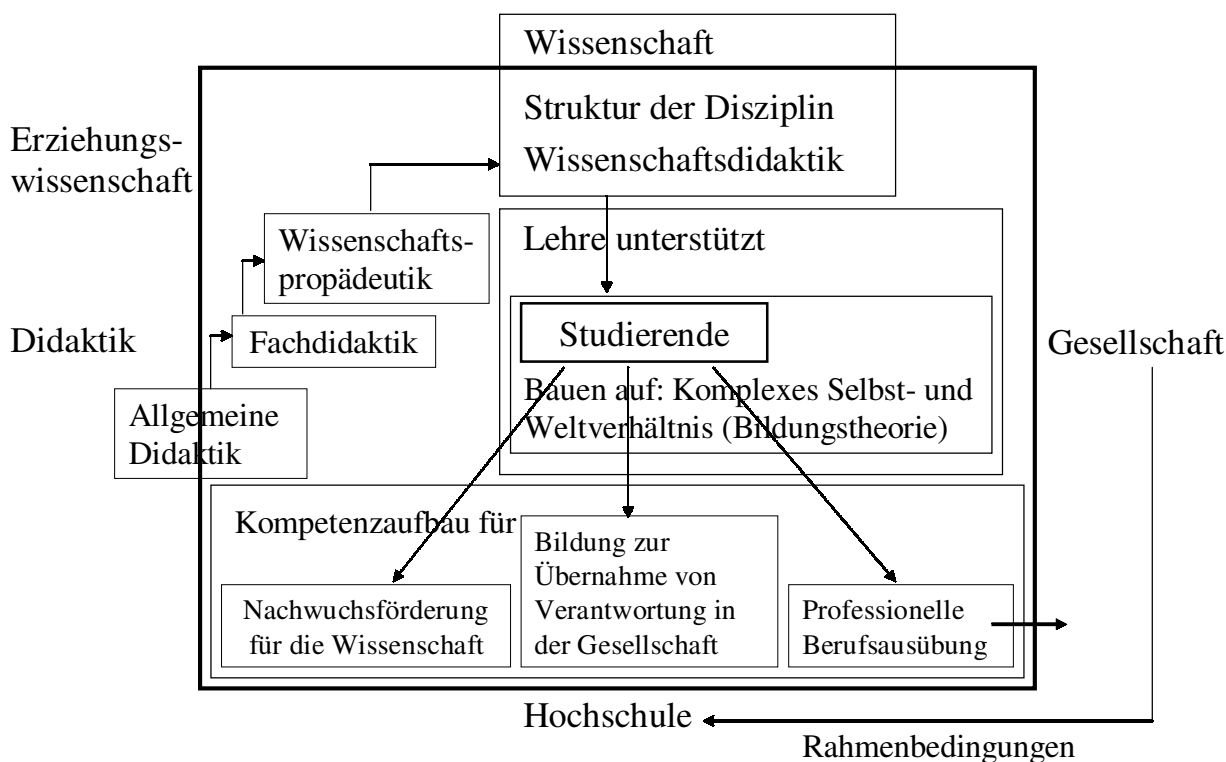 Wissenschaft
Struktur der Disziplin
Wissenschaftsdidaktik
Erziehungs-
wissenschaft
Wissenschafts-
propädeutik
Lehre unterstützt
Didaktik
Fachdidaktik
Studierende
Gesellschaft
Bauen auf: Komplexes Selbst- und
Weltverhältnis (Bildungstheorie)
Allgemeine
Didaktik
Kompetenzaufbau für
Nachwuchsförderung
für die Wissenschaft
Bildung zur
Übernahme von
Verantwortung in
der Gesellschaft
Professionelle
Berufsausübung
Hochschule
Rahmenbedingungen